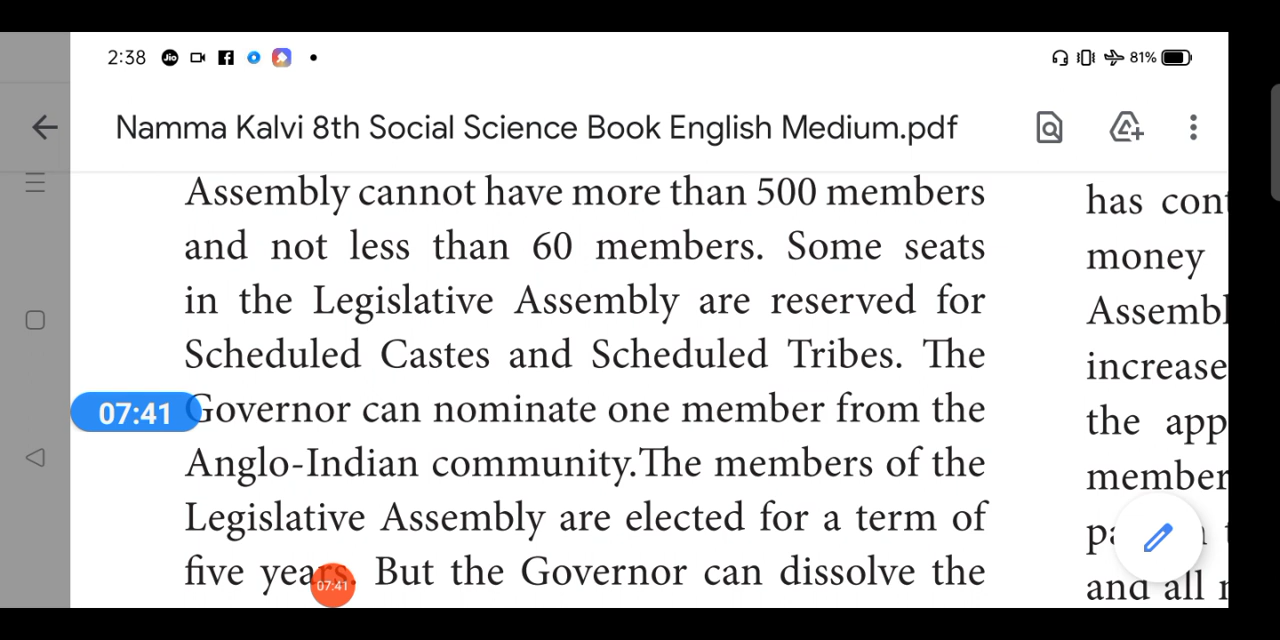 2:38
Jio
81%
Namma Kalvi 8th Social Science Book English Medium.pdf
Assembly cannot have more than 500 members
and not less than 60 members. Some seats
in the Legislative Assembly are reserved for
Scheduled Castes and Scheduled Tribes. The
Governor can nominate one member from the
Anglo-Indian community.The members of the
Legislative Assembly are elected for a term of
five years. But the Governor can dissolve the
07:41
07:41
has
money
increase
the
and all